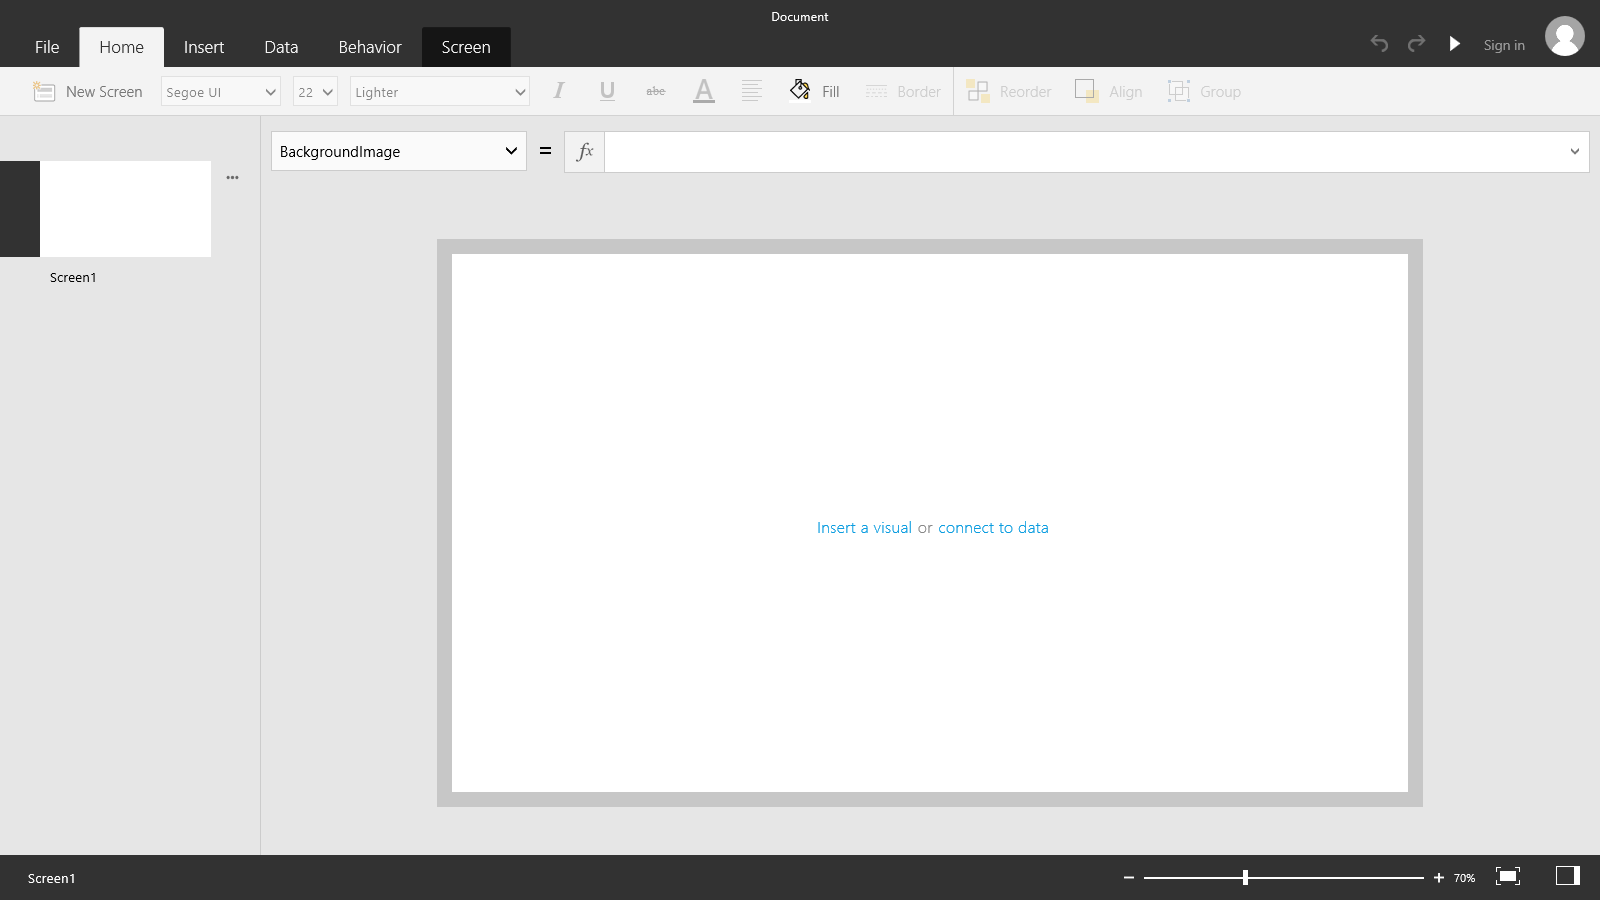 Document
File Home Insert Data Behavior Screen Sign in
New Screen Segoe UI 22 Lighter I U abc A Fill Border Reorder Align Group
BackgroundImage = fx
Screen1
Insert a visual or connect to data
Screen1 70%